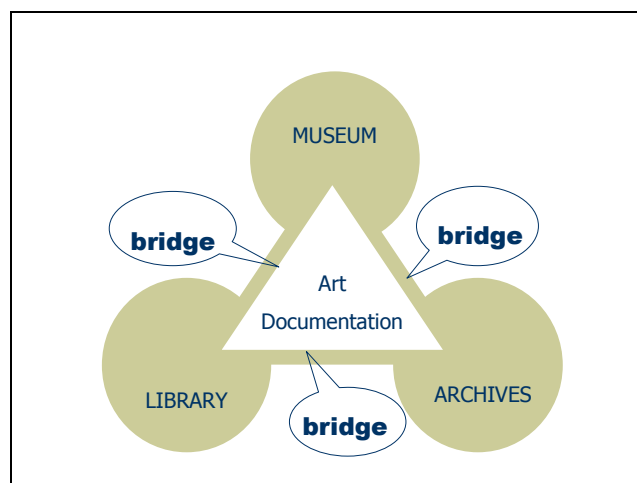 MUSEUM
bridge
bridge
Art
Documentation
LIBRARY
ARCHIVES
bridge